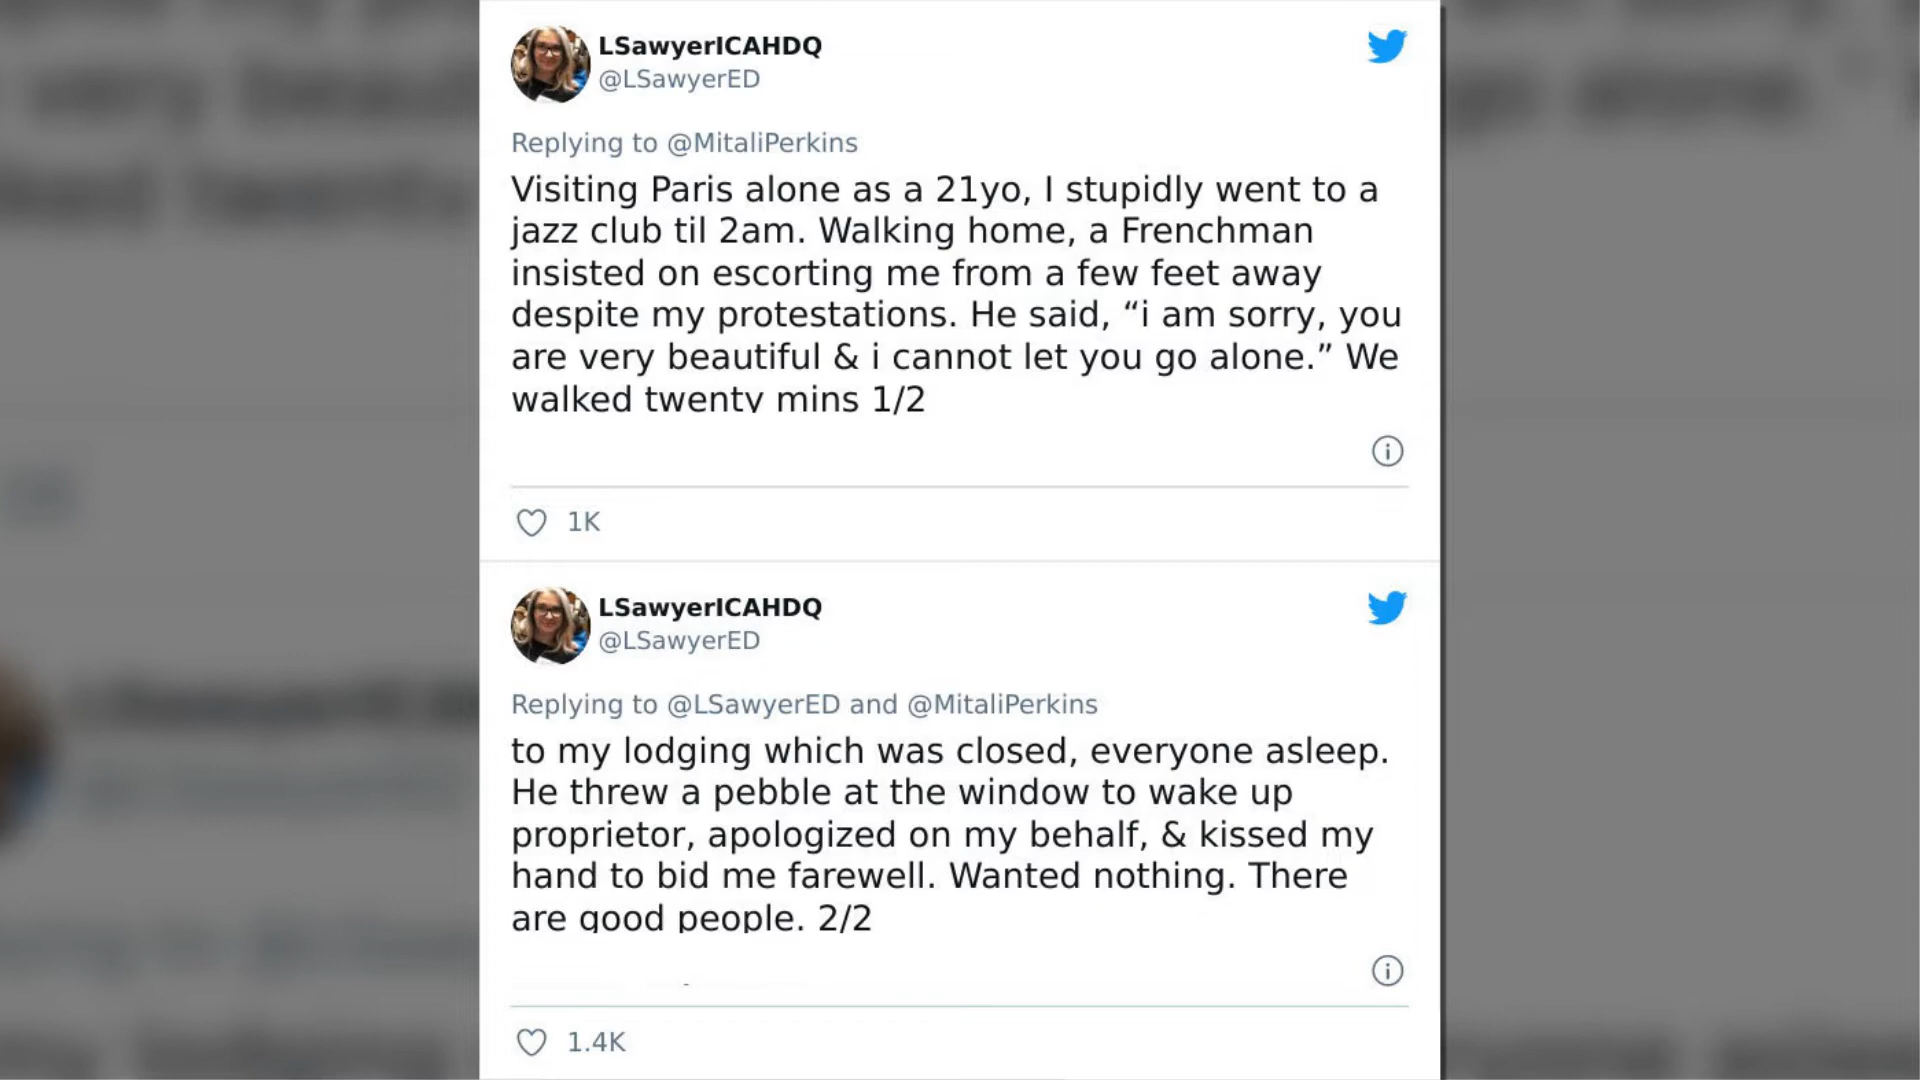 LSawyerICAHDQ
@LSawyerED
Replying to @MitaliPerkins
Visiting Paris alone as a 21yo, I stupidly went to a
jazz club til 2am. Walking home, a Frenchman
insisted on escorting me from a few feet away
despite my protestations. He said, “i am sorry, you
are very beautiful & i cannot let you go alone.” We
walked twenty mins 1/2
1K
LSawyerICAHDQ
@LSawyerED
Replying to @LSawyerED and @MitaliPerkins
to my lodging which was closed, everyone asleep.
He threw a pebble at the window to wake up
proprietor, apologized on my behalf, & kissed my
hand to bid me farewell. Wanted nothing. There
are good people. 2/2
1.4K